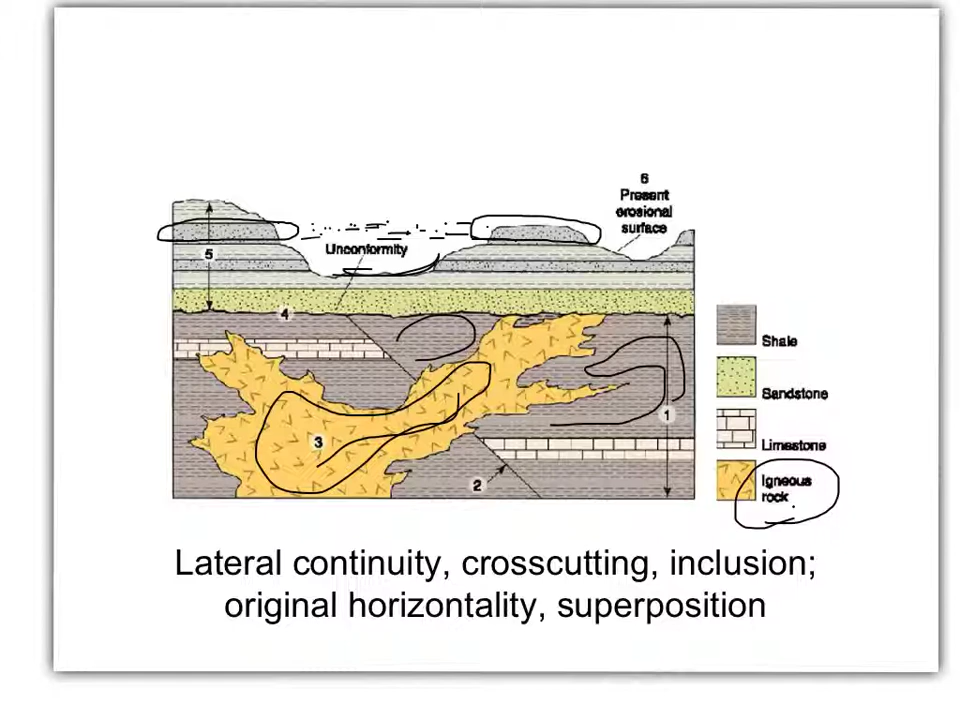 6
Present
erosional
surface
Unconformity
5
4
3
1
2
Shale
Sandstone
Limestone
Igneous
rock
Lateral continuity, crosscutting, inclusion;
original horizontality, superposition